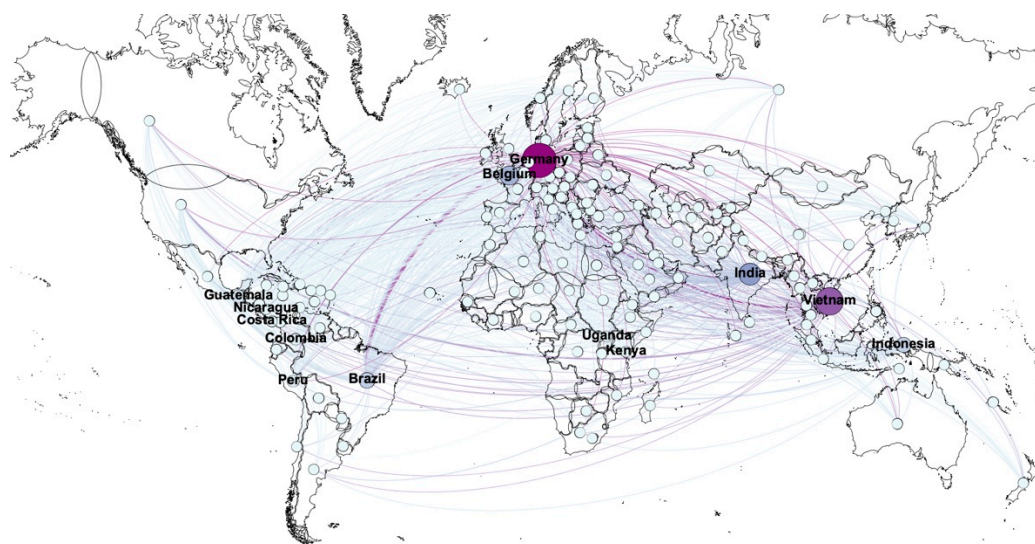 Germany
Belgium
India
Vietnam
Guatemala
Nicaragua
Costa Rica
Colombia
Uganda
Kenya
Indonesia
Peru
Brazil